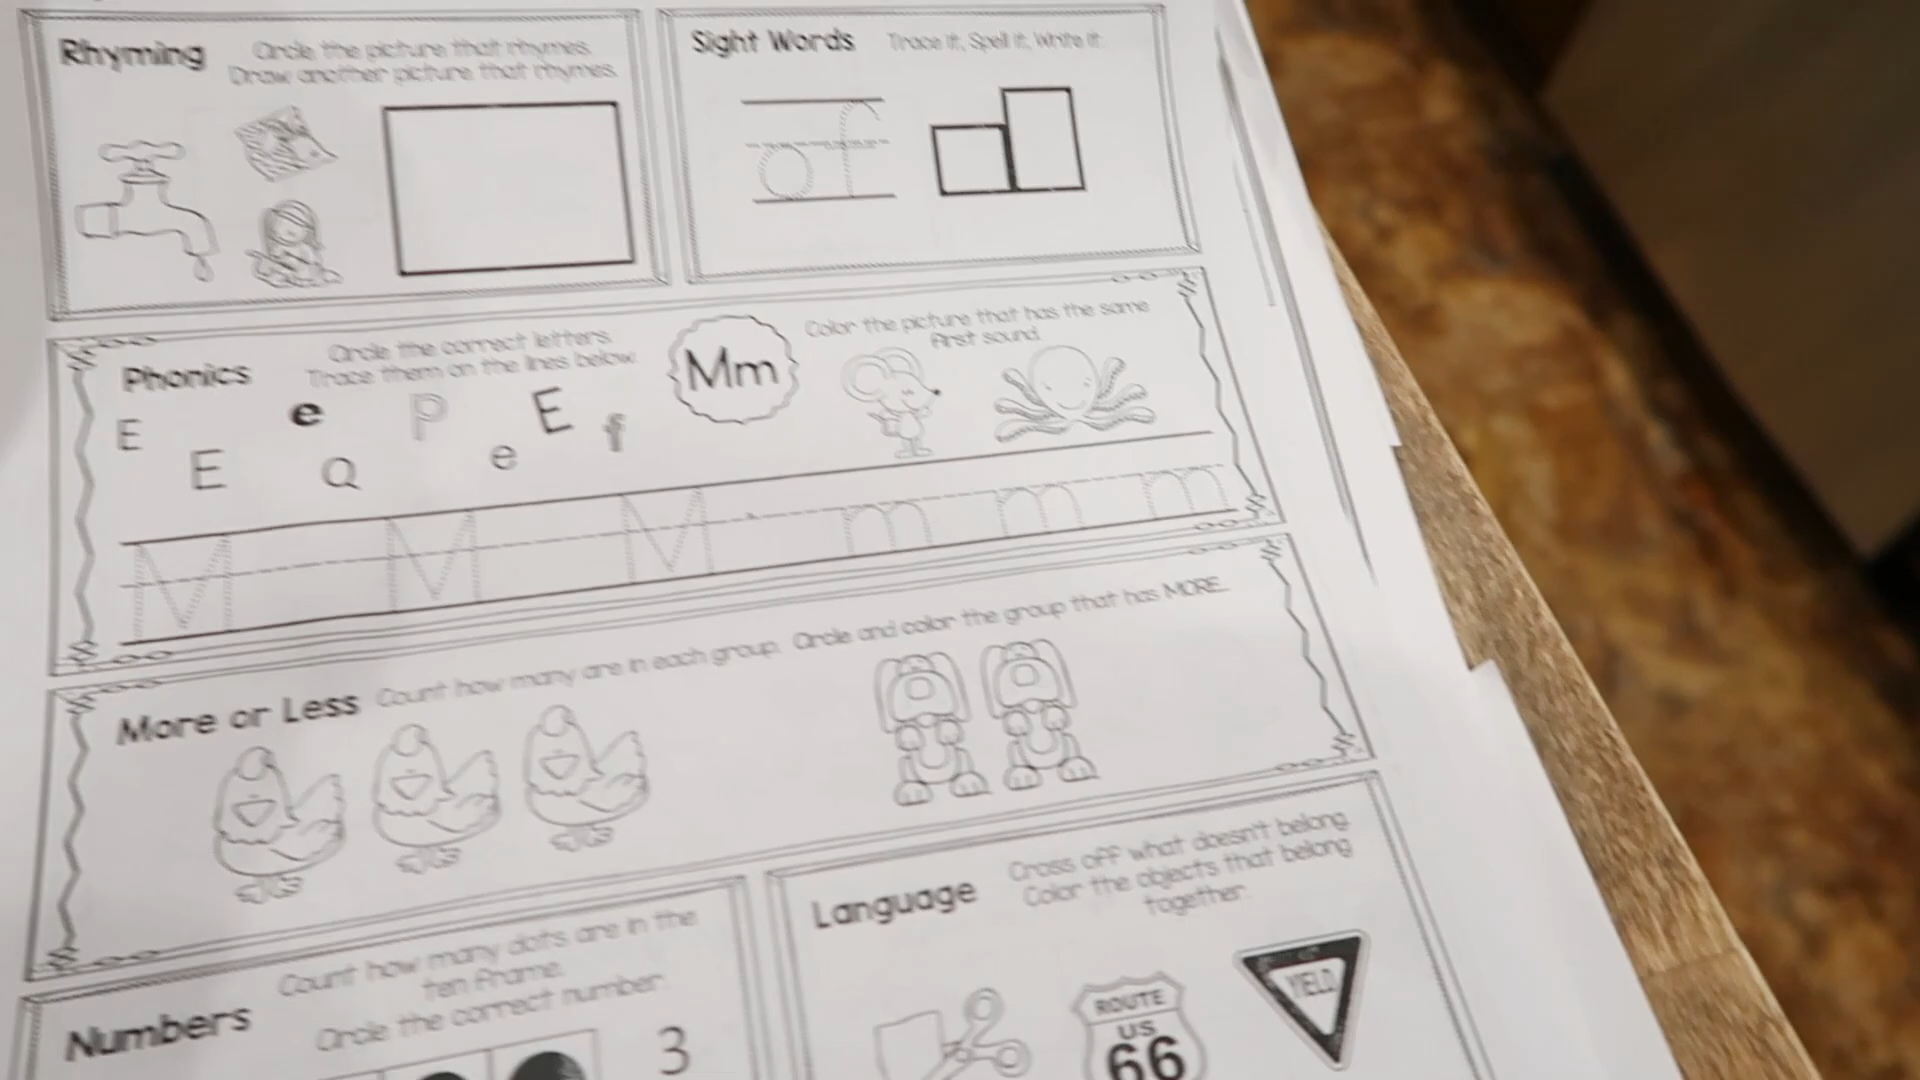 Rhyming
Circle the picture that rhymes.
Draw another picture that rhymes.
Sight Words
Trace it, Spell it, Write it.
of
Phonics
Circle the correct letters.
Trace them on the lines below.
E E e Q p e E f
Mm
Color the picture that has the same
first sound.
M M M m m m
More or Less
Count how many are in each group. Circle and color the group that has MORE.
Numbers
Count how many dots are in the
ten frame.
Circle the correct number.
3
Language
Cross off what doesn't belong.
Color the objects that belong
together.
ROUTE
US
66
YIELD